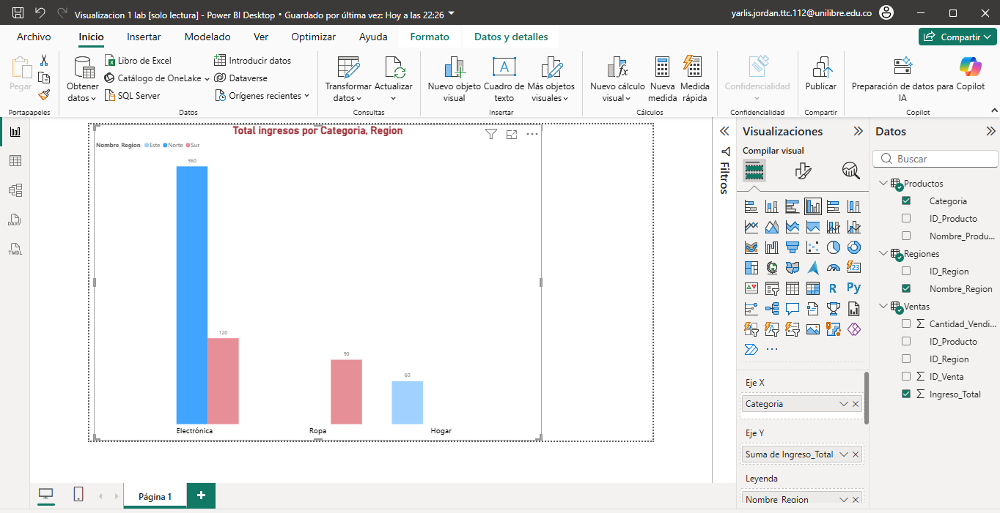 Visualizacion 1 lab [solo lectura] - Power BI Desktop • Guardado por última vez: Hoy a las 22:26
yarlis.jordan.ttc.112@unilibre.edu.co
Archivo
Inicio
Insertar
Modelado
Ver
Optimizar
Ayuda
Formato
Datos y detalles
Compartir
Pegar
Portapapeles
Obtener
datos
Libro de Excel
Catálogo de OneLake
SQL Server
Introducir datos
Dataverse
Orígenes recientes
Datos
Transformar
datos
Actualizar
Consultas
Nuevo objeto
visual
Cuadro de
texto
Más objetos
visuales
Insertar
Nuevo cálculo
visual
Nueva
medida
Medida
rápida
Cálculos
Confidencialidad
Confidencialidad
Publicar
Compartir
Preparación de datos para
IA
Copilot
Copilot
DAX
TMDL
Total ingresos por Categoria, Region
Nombre_Region Este Norte Sur
360
120
90
60
Electrónica
Ropa
Hogar
Filtros
Visualizaciones
Compilar visual
123
R
Py
Eje X
Categoria
Eje Y
Suma de Ingreso_Total
Leyenda
Nombre_Region
Datos
Buscar
Productos
Categoria
ID_Producto
Nombre_Produ...
Regiones
ID_Region
Nombre_Region
Ventas
Cantidad_Vendi...
ID_Producto
ID_Region
ID_Venta
Ingreso_Total
Página 1